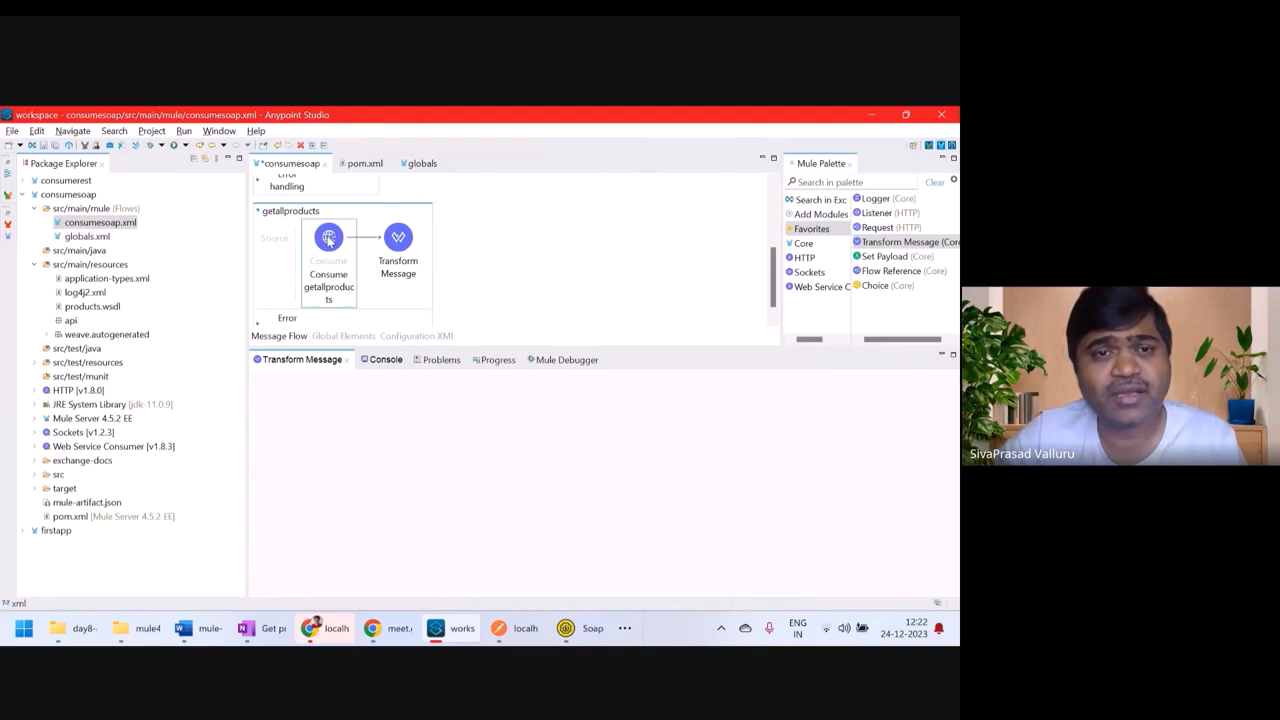 workspace - consumesoap/src/main/mule/consumesoap.xml - Anypoint Studio
File Edit Navigate Search Project Run Window Help
Package Explorer
*consumesoap
pom.xml
globals
Mule Palette
consumerest
consumesoap
src/main/mule (Flows)
consumesoap.xml
globals.xml
src/main/java
src/main/resources
application-types.xml
log4j2.xml
products.wsdl
api
weave.autogenerated
src/test/java
src/test/resources
src/test/munit
HTTP [v1.8.0]
JRE System Library [jdk-11.0.9]
Mule Server 4.5.2 EE
Sockets [v1.2.3]
Web Service Consumer [v1.8.3]
exchange-docs
src
target
mule-artifact.json
pom.xml [Mule Server 4.5.2 EE]
firstapp
Error
handling
getallproducts
Source
Consume
Consume
getallproduc
ts
Transform
Message
Error
Message Flow Global Elements Configuration XML
Search in palette
Clear
Search in Exc
Add Modules
Favorites
Core
HTTP
Sockets
Web Service C
Logger (Core)
Listener (HTTP)
Request (HTTP)
Transform Message (Core
Set Payload (Core)
Flow Reference (Core)
Choice (Core)
Transform Message
Console
Problems
Progress
Mule Debugger
xml
SivaPrasad Valluru
day8-
mule4
mule-
Get pr
localh
meet.
works
localh
Soap
ENG
IN
12:22
24-12-2023